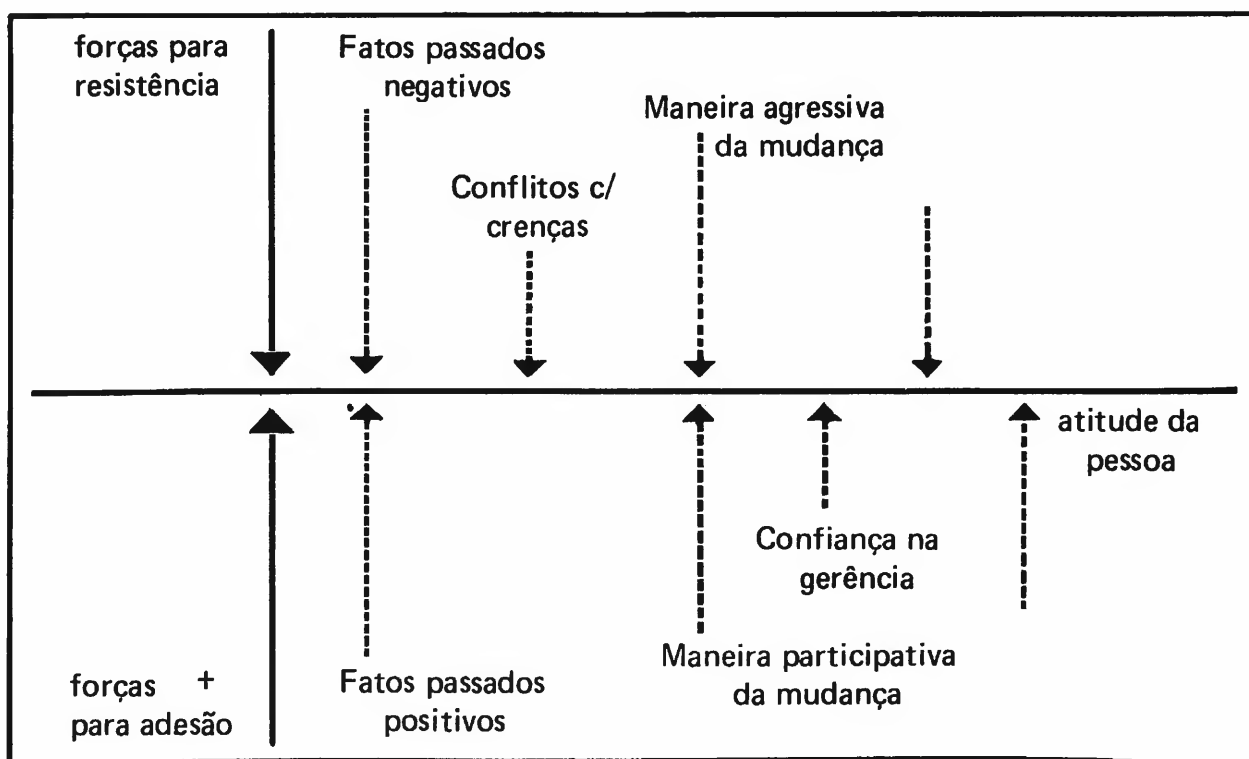 forças para
resistência
Fatos passados
negativos
Maneira agressiva
da mudança
Conflitos c/
crenças
atitude da
pessoa
Confiança na
gerência
Maneira participativa
da mudança
forças +
para adesão
Fatos passados
positivos